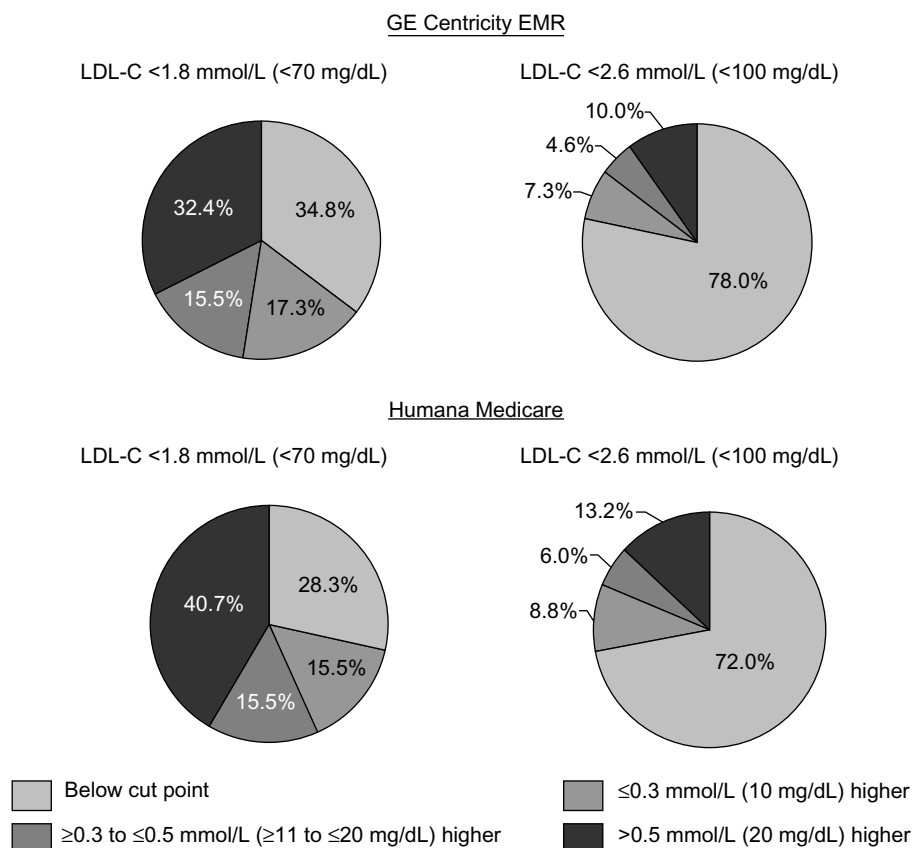 GE Centricity EMR
LDL-C <1.8 mmol/L (<70 mg/dL)
34.8%
17.3%
15.5%
32.4%
LDL-C <2.6 mmol/L (<100 mg/dL)
10.0%
4.6%
7.3%
78.0%
Humana Medicare
LDL-C <1.8 mmol/L (<70 mg/dL)
28.3%
15.5%
15.5%
40.7%
LDL-C <2.6 mmol/L (<100 mg/dL)
13.2%
6.0%
8.8%
72.0%
Below cut point
≤0.3 mmol/L (10 mg/dL) higher
≥0.3 to ≤0.5 mmol/L (≥11 to ≤20 mg/dL) higher
>0.5 mmol/L (20 mg/dL) higher